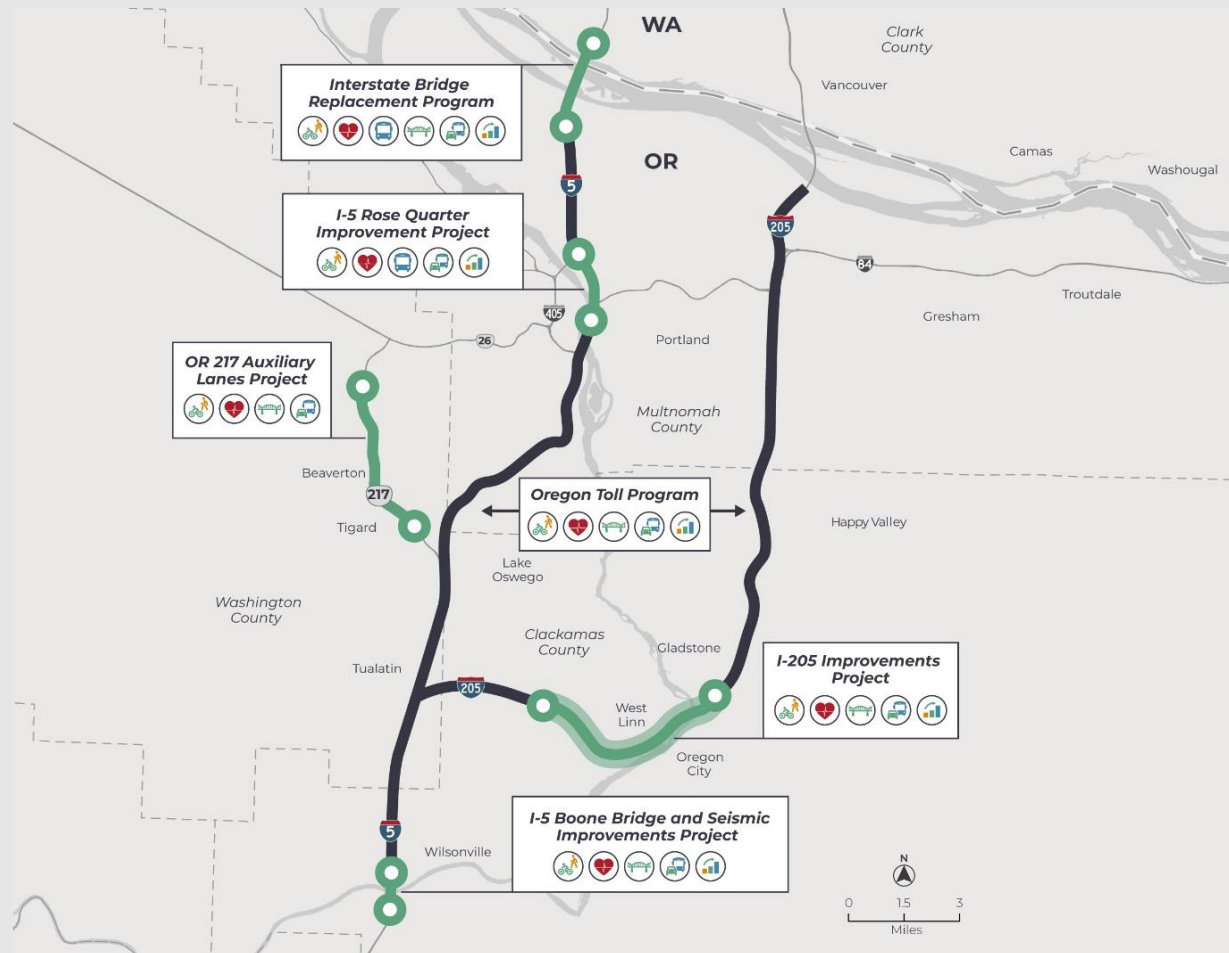 WA
Clark
County
Vancouver
Interstate Bridge
Replacement Program
OR
Camas
Washougal
5
I-5 Rose Quarter
Improvement Project
205
84
Troutdale
405
Gresham
26
Portland
OR 217 Auxiliary
Lanes Project
Multnomah
County
Beaverton
217
Oregon Toll Program
Tigard
Happy Valley
Lake
Oswego
Washington
County
Clackamas
County
Gladstone
Tualatin
I-205 Improvements
Project
205
West
Linn
Oregon
City
I-5 Boone Bridge and Seismic
Improvements Project
5
Wilsonville
N
0 1.5 3
Miles